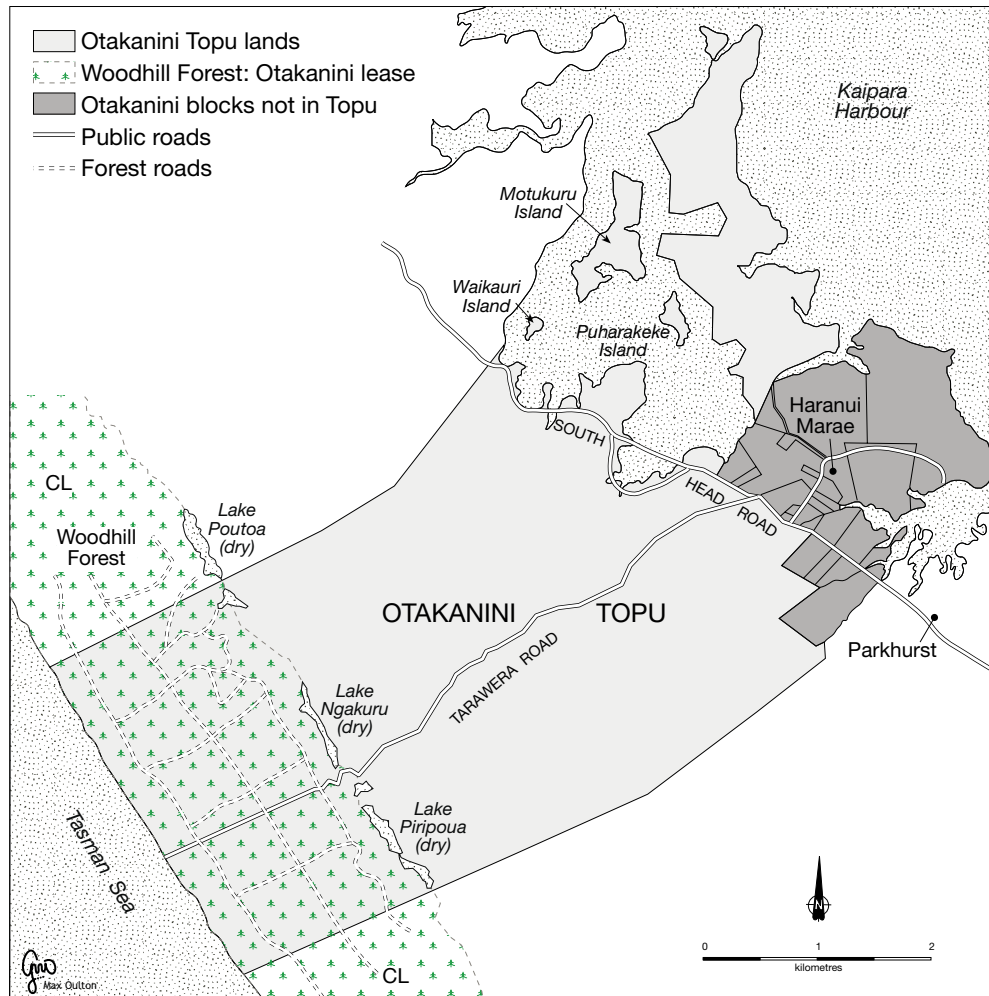 Otakanini Topu lands
Woodhill Forest: Otakanini lease
Otakanini blocks not in Topu
Public roads
Forest roads
Kaipara
Harbour
Motukuru
Island
Waikauri
Island
Puharakeke
Island
Haranui
Marae
SOUTH
HEAD
ROAD
CL
Lake
Poutoa
(dry)
Woodhill
Forest
OTAKANINI TOPU
Parkhurst
TARAWERA ROAD
Lake
Ngakuru
(dry)
Lake
Piripoua
(dry)
Tasman Sea
N
0 1 2
kilometres
CL
Max Oulton